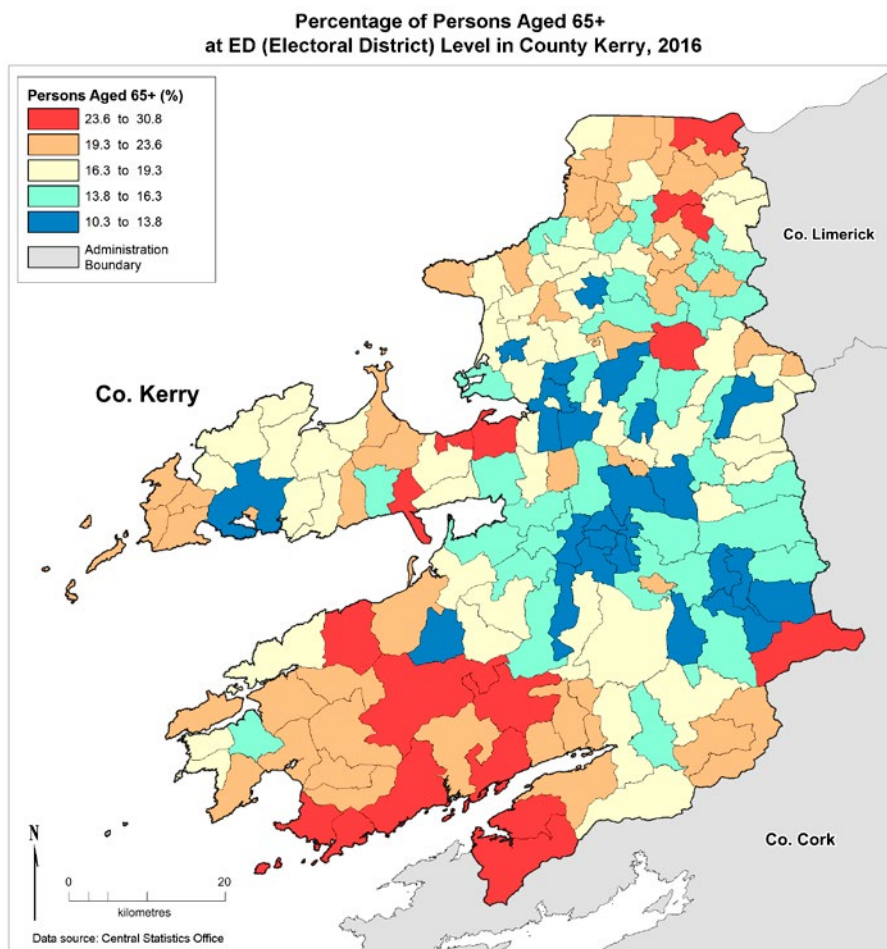 Percentage of Persons Aged 65+
at ED (Electoral District) Level in County Kerry, 2016
Persons Aged 65+ (%)
23.6 to 30.8
19.3 to 23.6
16.3 to 19.3
13.8 to 16.3
10.3 to 13.8
Administration
Boundary
Co. Limerick
Co. Kerry
Co. Cork
N
0 20
kilometres
Data source: Central Statistics Office